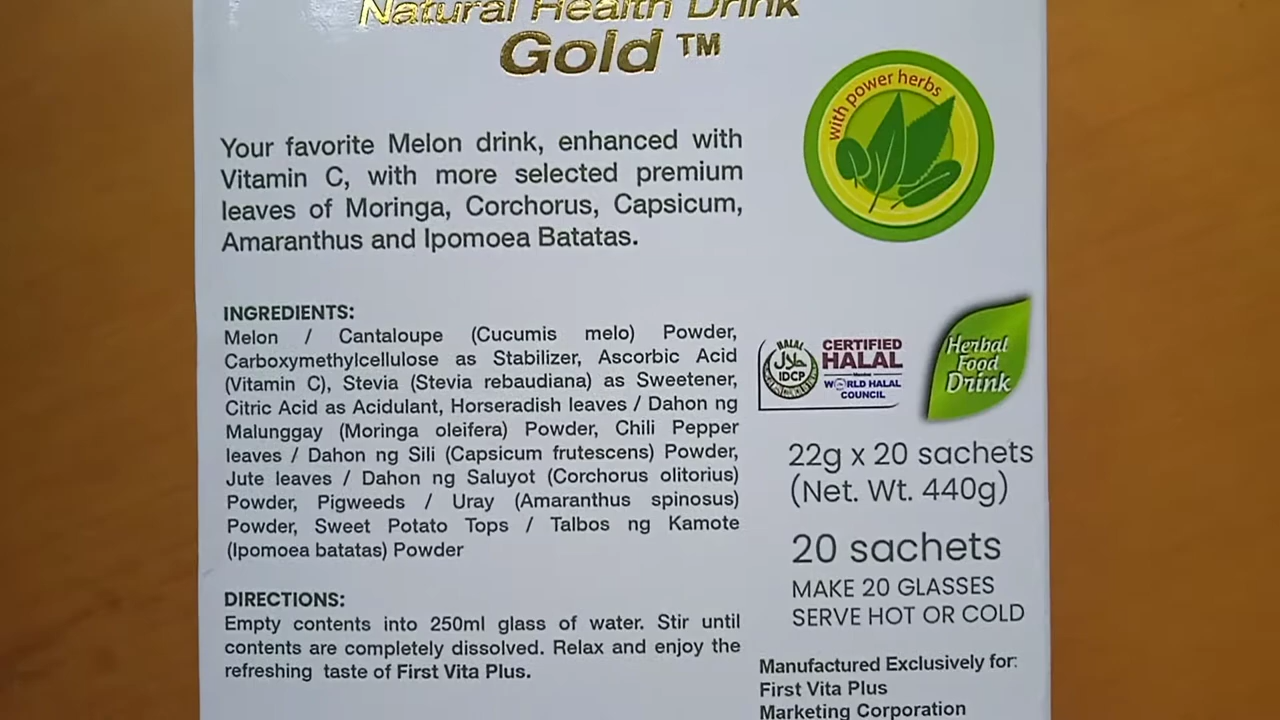 Natural Health Drink
Gold ™
with power herbs
Your favorite Melon drink, enhanced with
Vitamin C, with more selected premium
leaves of Moringa, Corchorus, Capsicum,
Amaranthus and Ipomoea Batatas.
INGREDIENTS:
Melon / Cantaloupe (Cucumis melo) Powder,
Carboxymethylcellulose as Stabilizer, Ascorbic Acid
(Vitamin C), Stevia (Stevia rebaudiana) as Sweetener,
Citric Acid as Acidulant, Horseradish leaves / Dahon ng
Malunggay (Moringa oleifera) Powder, Chili Pepper
leaves / Dahon ng Sili (Capsicum frutescens) Powder,
Jute leaves / Dahon ng Saluyot (Corchorus olitorius)
Powder, Pigweeds / Uray (Amaranthus spinosus)
Powder, Sweet Potato Tops / Talbos ng Kamote
(Ipomoea batatas) Powder
DIRECTIONS:
Empty contents into 250ml glass of water. Stir until
contents are completely dissolved. Relax and enjoy the
refreshing taste of First Vita Plus.
HALAL
حلال
IDCP
CERTIFIED
HALAL
WORLD HALAL
COUNCIL
Herbal
Food
Drink
22g x 20 sachets
(Net. Wt. 440g)
20 sachets
MAKE 20 GLASSES
SERVE HOT OR COLD
Manufactured Exclusively for:
First Vita Plus
Marketing Corporation